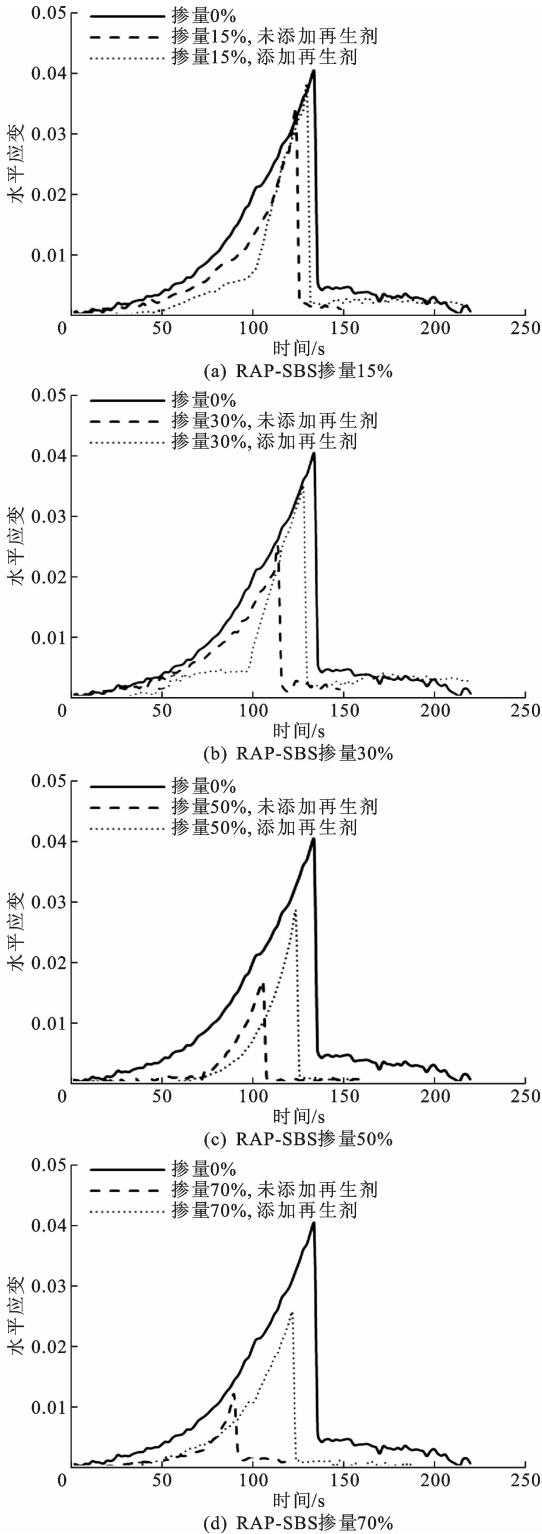 0.05
掺量0%
掺量15%, 未添加再生剂
掺量15%, 添加再生剂
0.04
0.03
0.02
0.01
水平应变
0 50 100 150 200 250
时间/s
(a) RAP-SBS掺量15%
0.05
掺量0%
掺量30%, 未添加再生剂
掺量30%, 添加再生剂
0.04
0.03
0.02
0.01
水平应变
0 50 100 150 200 250
时间/s
(b) RAP-SBS掺量30%
0.05
掺量0%
掺量50%, 未添加再生剂
掺量50%, 添加再生剂
0.04
0.03
0.02
0.01
水平应变
0 50 100 150 200 250
时间/s
(c) RAP-SBS掺量50%
0.05
掺量0%
掺量70%, 未添加再生剂
掺量70%, 添加再生剂
0.04
0.03
0.02
0.01
水平应变
0 50 100 150 200 250
时间/s
(d) RAP-SBS掺量70%